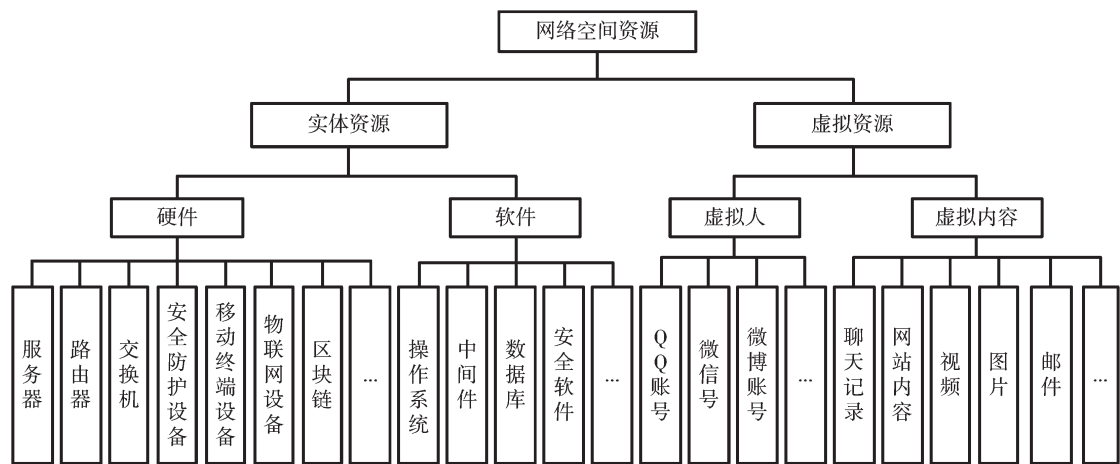 网络空间资源
实体资源
虚拟资源
硬件
软件
虚拟人
虚拟内容
服务器
路由器
交换机
安全防护设备
移动终端设备
物联网设备
区块链
...
操作系统
中间件
数据库
安全软件
...
QQ账号
微信号
微博账号
...
聊天记录
网站内容
视频
图片
邮件
...